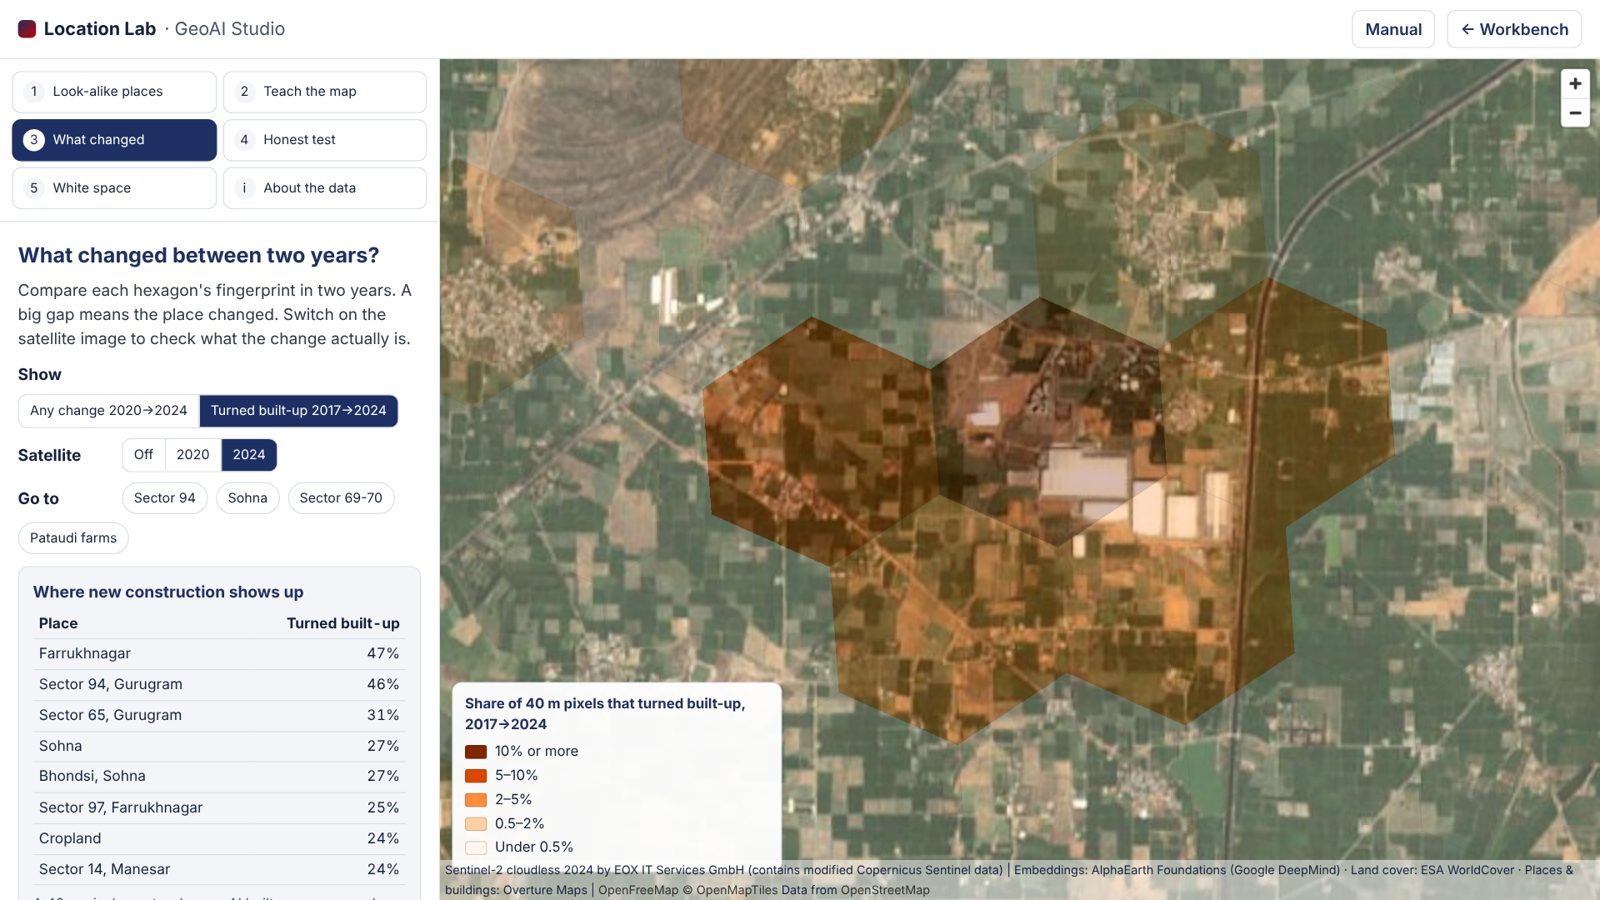 Location Lab · GeoAI Studio
Manual
← Workbench
1 Look-alike places
2 Teach the map
3 What changed
4 Honest test
5 White space
i About the data
What changed between two years?
Compare each hexagon's fingerprint in two years. A
big gap means the place changed. Switch on the
satellite image to check what the change actually is.
Show
Any change 2020→2024
Turned built-up 2017→2024
Satellite
Off
2020
2024
Go to
Sector 94
Sohna
Sector 69-70
Pataudi farms
Where new construction shows up
Place Turned built-up
Farrukhnagar 47%
Sector 94, Gurugram 46%
Sector 65, Gurugram 31%
Sohna 27%
Bhondsi, Sohna 27%
Sector 97, Farrukhnagar 25%
Cropland 24%
Sector 14, Manesar 24%
+
−
Share of 40 m pixels that turned built-up,
2017→2024
10% or more
5–10%
2–5%
0.5–2%
Under 0.5%
Sentinel-2 cloudless 2024 by EOX IT Services GmbH (contains modified Copernicus Sentinel data) | Embeddings: AlphaEarth Foundations (Google DeepMind) · Land cover: ESA WorldCover · Places &
buildings: Overture Maps | OpenFreeMap © OpenMapTiles Data from OpenStreetMap